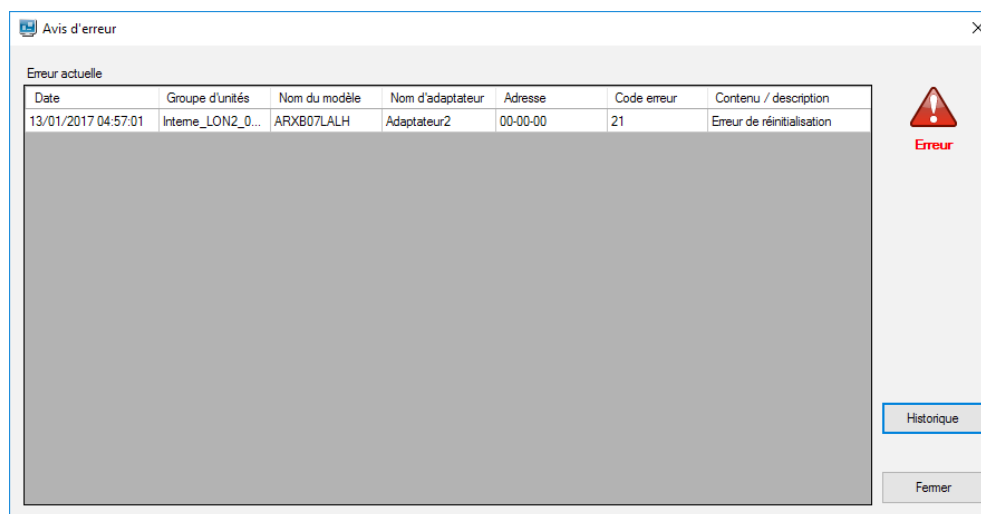 Avis d'erreur
Erreur actuelle
Date Groupe d'unités Nom du modèle Nom d'adaptateur Adresse Code erreur Contenu / description
13/01/2017 04:57:01 Interne_LON2_0... ARXB07LALH Adaptateur2 00-00-00 21 Erreur de réinitialisation
Erreur
Historique
Fermer